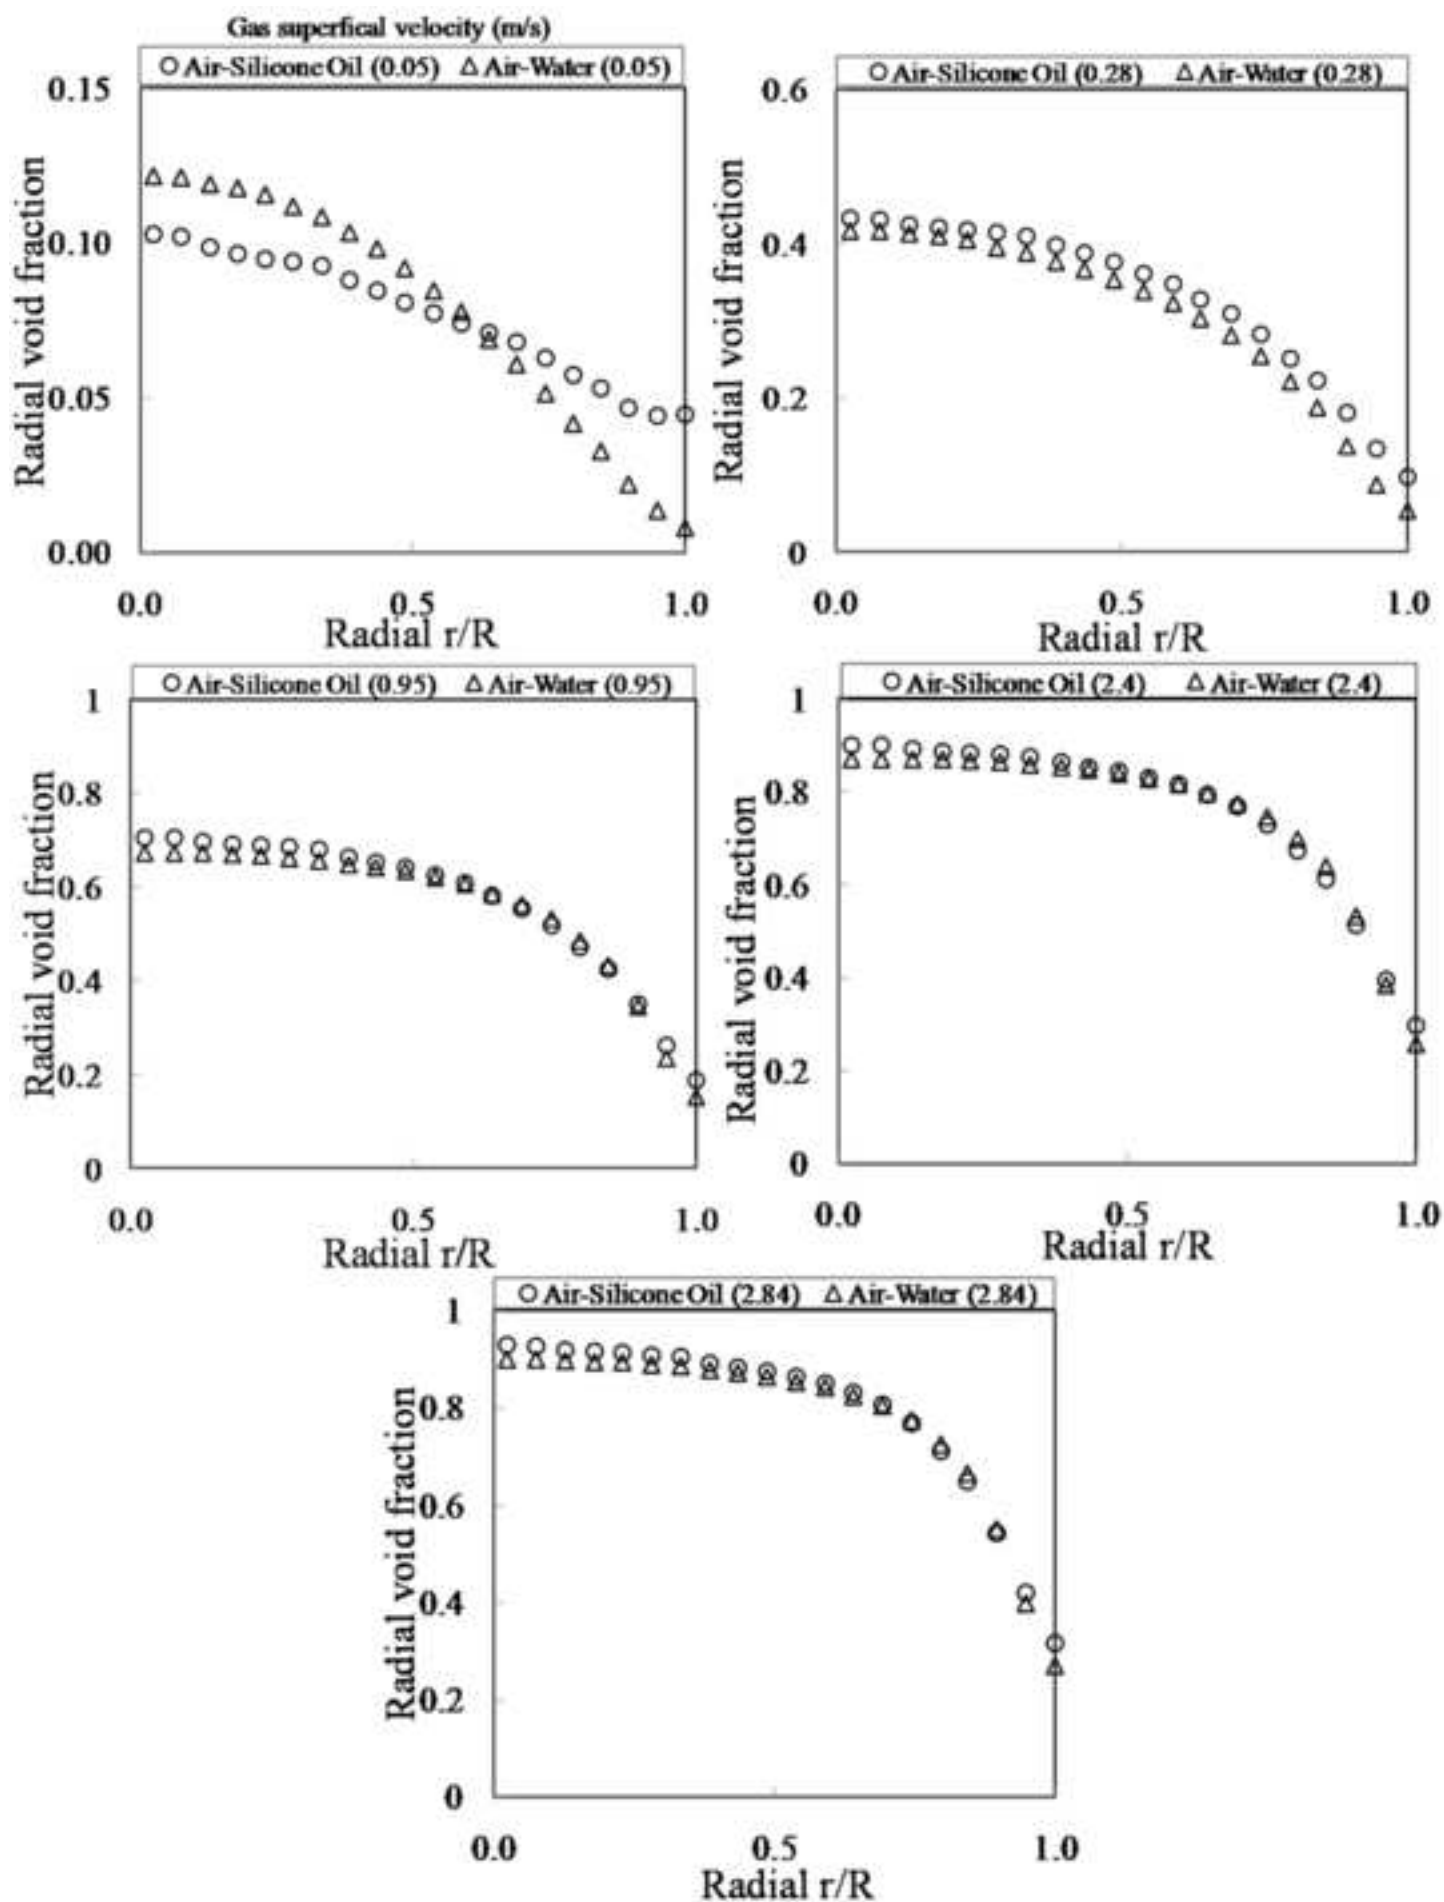 Gas superfical velocity (m/s)
○ Air-Silicone Oil (0.05) △ Air-Water (0.05)
0.15
0.10
0.05
0.00
Radial void fraction
0.0 0.5 1.0
Radial r/R
○ Air-Silicone Oil (0.28) △ Air-Water (0.28)
0.6
0.4
0.2
0
Radial void fraction
0.0 0.5 1.0
Radial r/R
○ Air-Silicone Oil (0.95) △ Air-Water (0.95)
1
0.8
0.6
0.4
0.2
0
Radial void fraction
0.0 0.5 1.0
Radial r/R
○ Air-Silicone Oil (2.4) △ Air-Water (2.4)
1
0.8
0.6
0.4
0.2
0
Radial void fraction
0.0 0.5 1.0
Radial r/R
○ Air-Silicone Oil (2.84) △ Air-Water (2.84)
1
0.8
0.6
0.4
0.2
0
Radial void fraction
0.0 0.5 1.0
Radial r/R